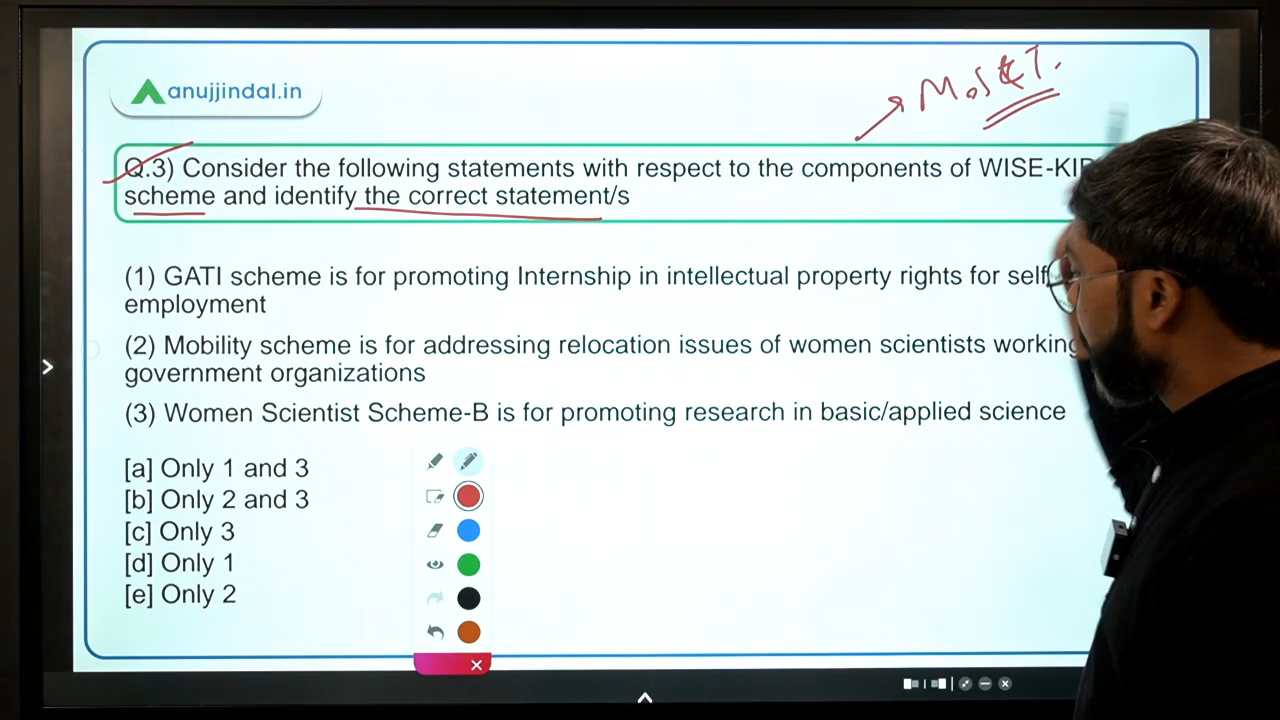 M.o S & T.
anujjindal.in
Q.3) Consider the following statements with respect to the components of WISE-KI
scheme and identify the correct statement/s
(1) GATI scheme is for promoting Internship in intellectual property rights for self
employment
(2) Mobility scheme is for addressing relocation issues of women scientists working
government organizations
(3) Women Scientist Scheme-B is for promoting research in basic/applied science
[a] Only 1 and 3
[b] Only 2 and 3
[c] Only 3
[d] Only 1
[e] Only 2